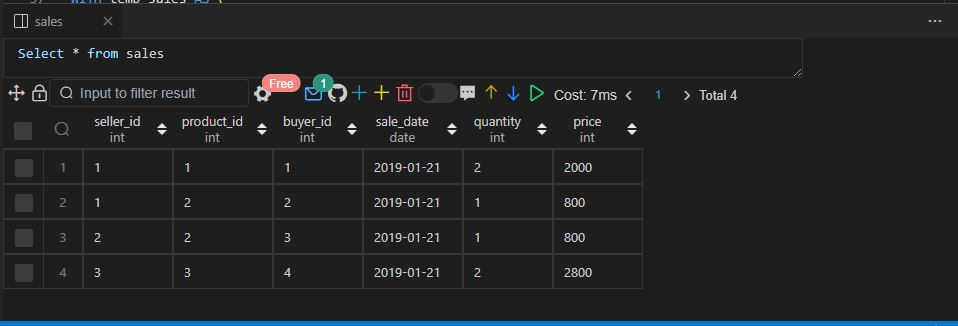 With temp_sales AS (
sales
Select * from sales
Free
1
Input to filter result
Cost: 7ms
1
Total 4
seller_id product_id buyer_id sale_date quantity price
int int int date int int
1 1 1 1 2019-01-21 2 2000
2 1 2 2 2019-01-21 1 800
3 2 2 3 2019-01-21 1 800
4 3 3 4 2019-01-21 2 2800